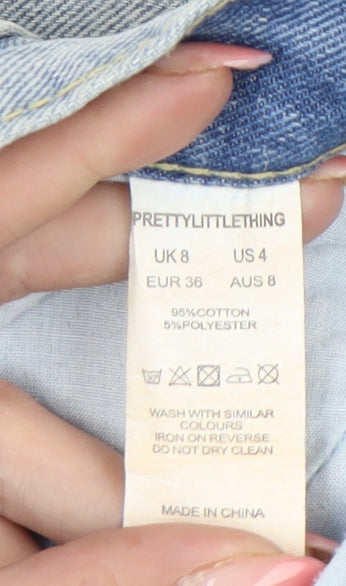 PRETTYLITTLETHING
UK 8 US 4
EUR 36 AUS 8
95%COTTON
5%POLYESTER
WASH WITH SIMILAR
COLOURS
IRON ON REVERSE
DO NOT DRY CLEAN
MADE IN CHINA